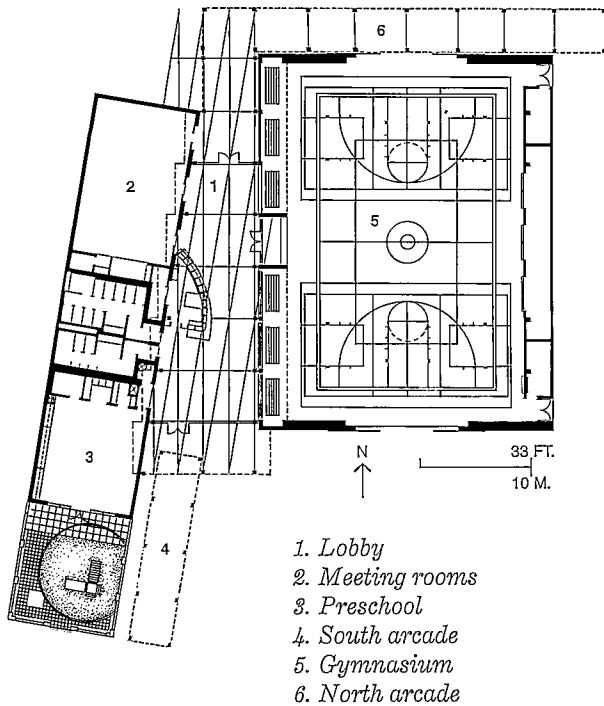 6
2
1
5
3
4
N
33 FT.
10 M.
1. Lobby
2. Meeting rooms
3. Preschool
4. South arcade
5. Gymnasium
6. North arcade